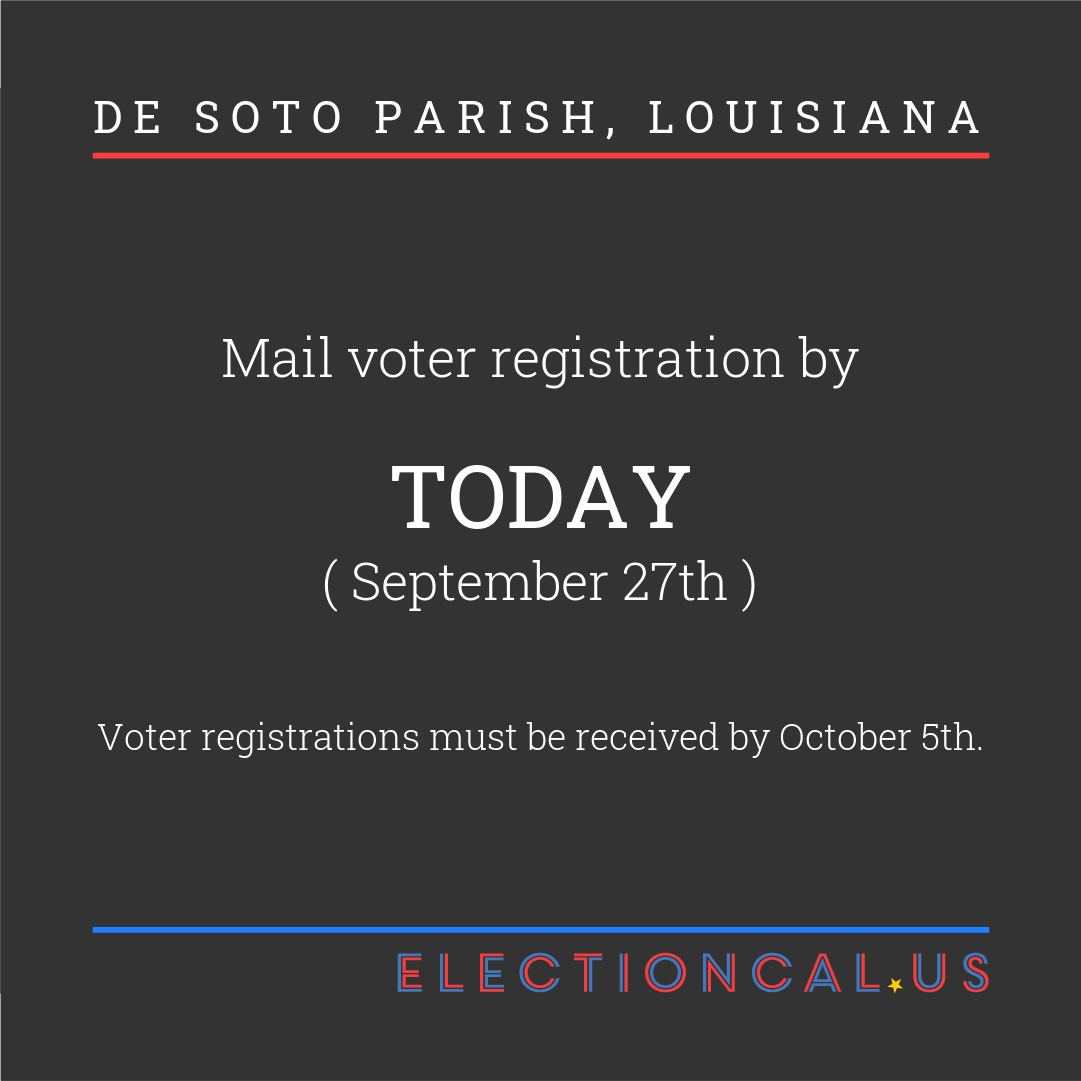 DE SOTO PARISH, LOUISIANA
Mail voter registration by
TODAY
( September 27th )
Voter registrations must be received by October 5th.
ELECTIONCAL.US